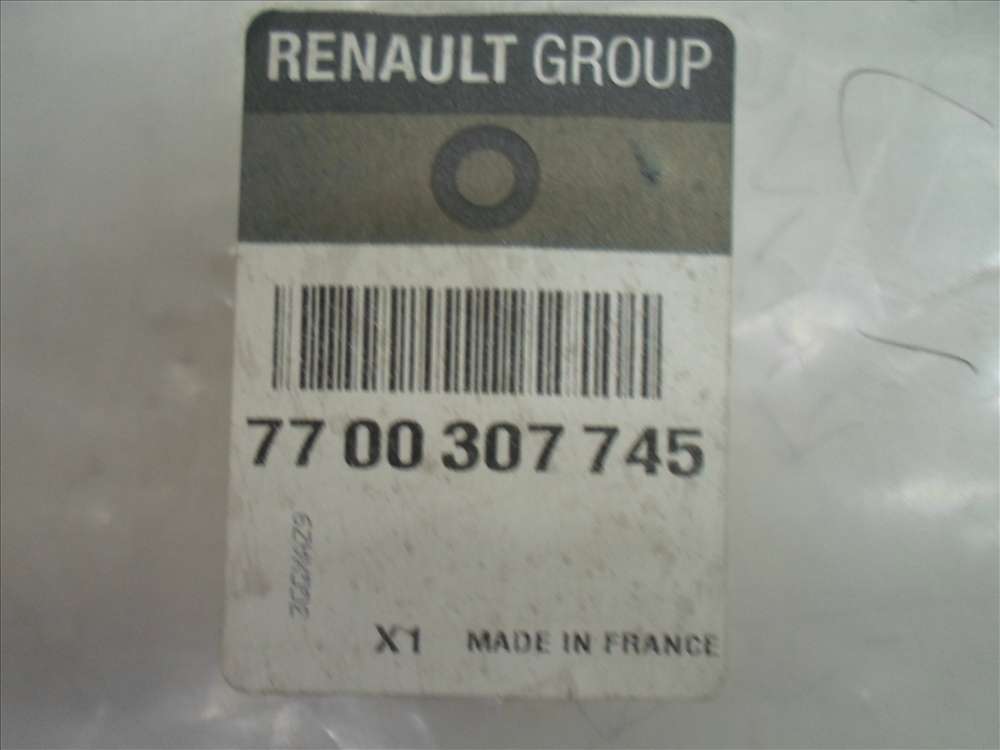 RENAULT GROUP
77 00 307 745
X1 MADE IN FRANCE